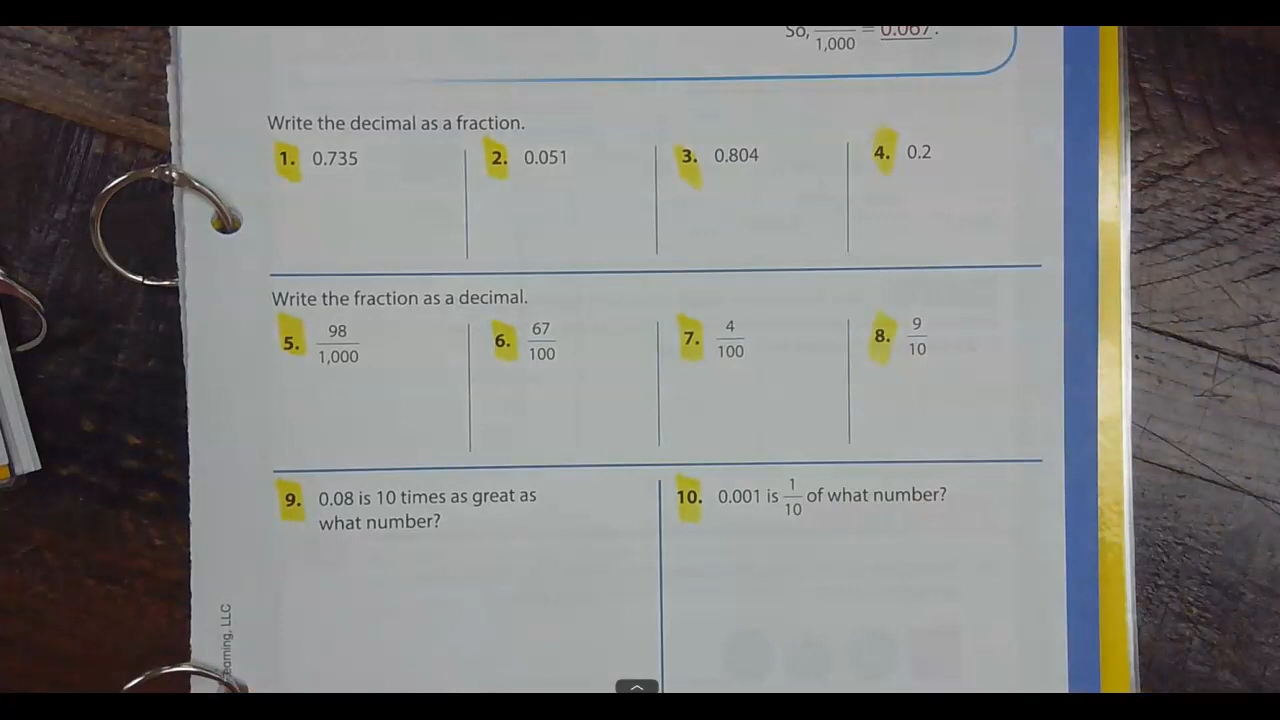 So, 1,000 = 0.067.
Write the decimal as a fraction.
1. 0.735 2. 0.051 3. 0.804 4. 0.2
Write the fraction as a decimal.
5. 98/1,000 6. 67/100 7. 4/100 8. 9/10
9. 0.08 is 10 times as great as
what number?
10. 0.001 is 1/10 of what number?
earning, LLC